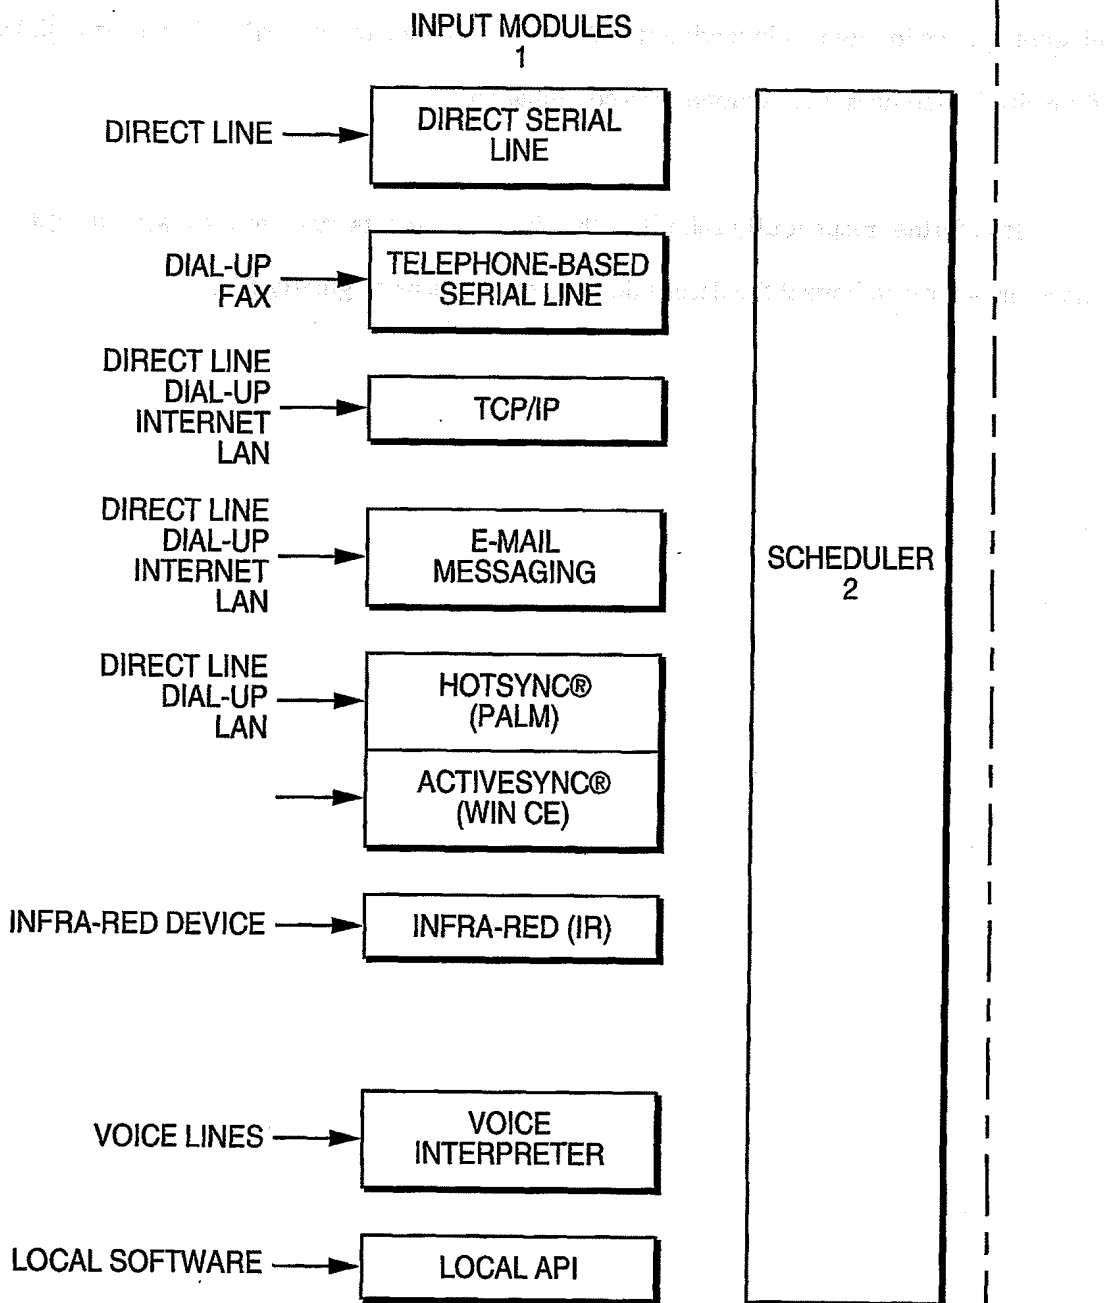 INPUT MODULES
1
DIRECT LINE
DIRECT SERIAL
LINE
DIAL-UP
FAX
TELEPHONE-BASED
SERIAL LINE
DIRECT LINE
DIAL-UP
INTERNET
LAN
TCP/IP
DIRECT LINE
DIAL-UP
INTERNET
LAN
E-MAIL
MESSAGING
DIRECT LINE
DIAL-UP
LAN
HOTSYNC®
(PALM)
ACTIVESYNC®
(WIN CE)
INFRA-RED DEVICE
INFRA-RED (IR)
VOICE LINES
VOICE
INTERPRETER
LOCAL SOFTWARE
LOCAL API
SCHEDULER
2